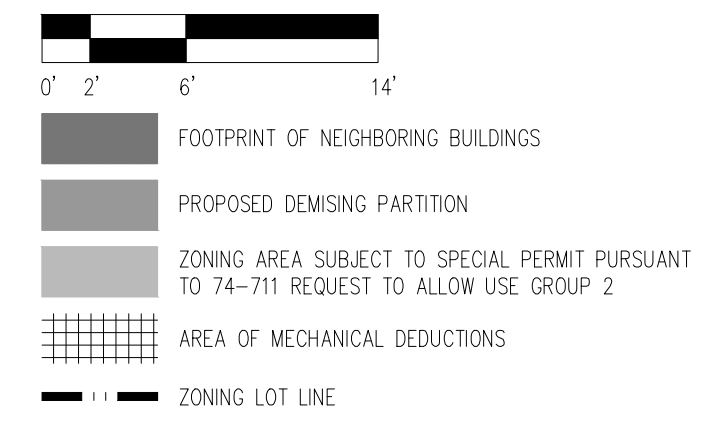 0' 2' 6' 14'
FOOTPRINT OF NEIGHBORING BUILDINGS
PROPOSED DEMISING PARTITION
ZONING AREA SUBJECT TO SPECIAL PERMIT PURSUANT
TO 74-711 REQUEST TO ALLOW USE GROUP 2
AREA OF MECHANICAL DEDUCTIONS
ZONING LOT LINE